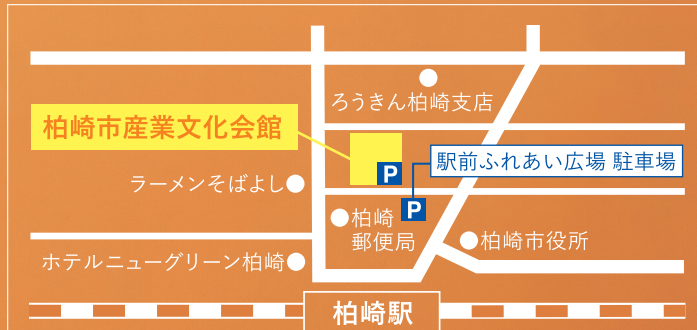 ろうきん柏崎支店
柏崎市産業文化会館
P
駅前ふれあい広場 駐車場
ラーメンそばよし
P
柏崎
郵便局
柏崎市役所
ホテルニューグリーン柏崎
柏崎駅